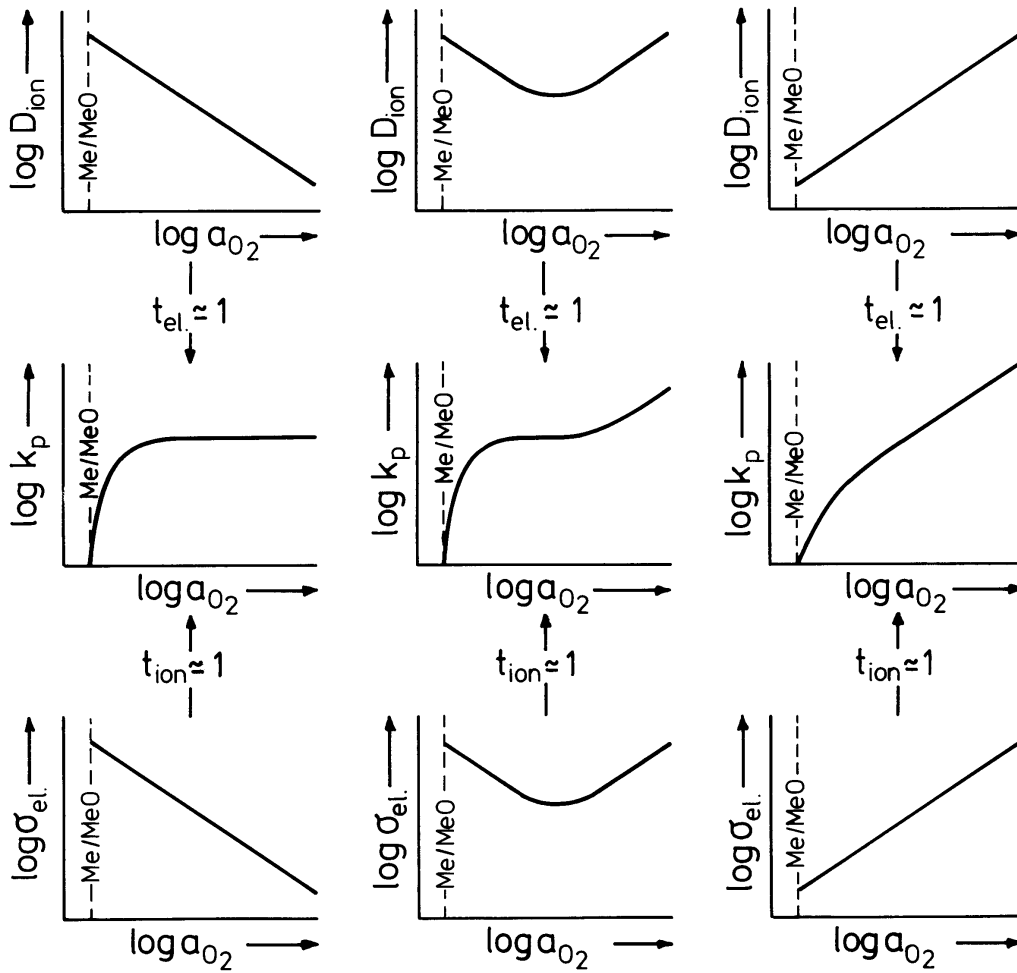 log D_ion → Me/MeO
log a_O₂ →
log D_ion → Me/MeO
log a_O₂ →
log D_ion → Me/MeO
log a_O₂ →
t_el. ≃ 1
t_el. ≃ 1
t_el. ≃ 1
log k_p → Me/MeO
log a_O₂ →
log k_p → Me/MeO
log a_O₂ →
log k_p → Me/MeO
log a_O₂ →
t_ion ≃ 1
t_ion ≃ 1
t_ion ≃ 1
log σ_el. → Me/MeO
log a_O₂ →
log σ_el. → Me/MeO
log a_O₂ →
log σ_el. → Me/MeO
log a_O₂ →